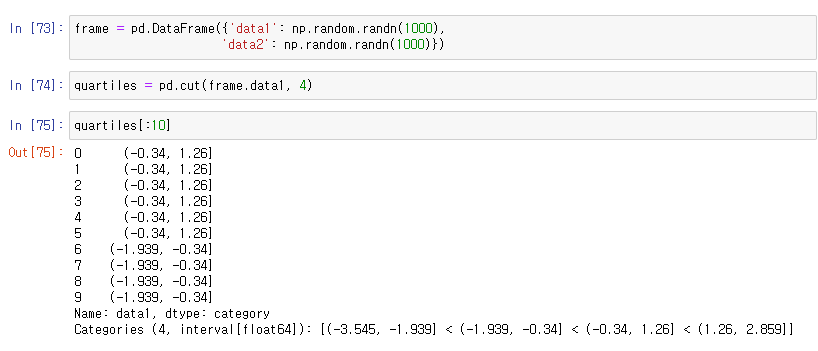 In [73]: frame = pd.DataFrame({'data1': np.random.randn(1000),
'data2': np.random.randn(1000)})
In [74]: quartiles = pd.cut(frame.data1, 4)
In [75]: quartiles[:10]
Out[75]: 0 (-0.34, 1.26]
1 (-0.34, 1.26]
2 (-0.34, 1.26]
3 (-0.34, 1.26]
4 (-0.34, 1.26]
5 (-0.34, 1.26]
6 (-1.939, -0.34]
7 (-1.939, -0.34]
8 (-1.939, -0.34]
9 (-1.939, -0.34]
Name: data1, dtype: category
Categories (4, interval[float64]): [(-3.545, -1.939] < (-1.939, -0.34] < (-0.34, 1.26] < (1.26, 2.859]]